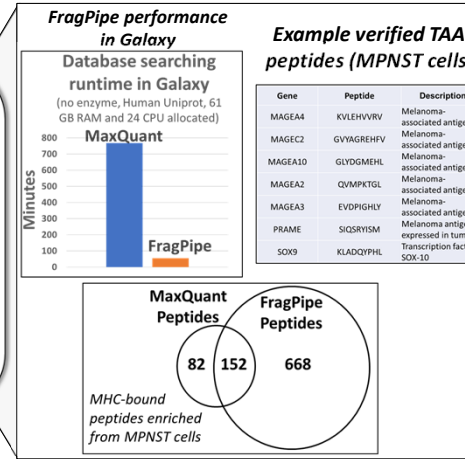 FragPipe performance
in Galaxy
Database searching
runtime in Galaxy
(no enzyme, Human Uniprot, 61
GB RAM and 24 CPU allocated)
800
700
600
500
400
300
200
100
0
Minutes
MaxQuant
FragPipe
Example verified TAA
peptides (MPNST cells
Gene Peptide Description
MAGEA4 KVLEHVVRV Melanoma-
associated antige
MAGEC2 GVYAGREHFV Melanoma-
associated antige
MAGEA10 GLYDGMEHL Melanoma-
associated antige
MAGEA2 QVMPKTGL Melanoma-
associated antige
MAGEA3 EVDPIGHLY Melanoma-
associated antige
PRAME SIQSRYISM Melanoma antige
expressed in tum
SOX9 KLADQYPHL Transcription fact
SOX-10
MaxQuant
Peptides
FragPipe
Peptides
82 152 668
MHC-bound
peptides enriched
from MPNST cells